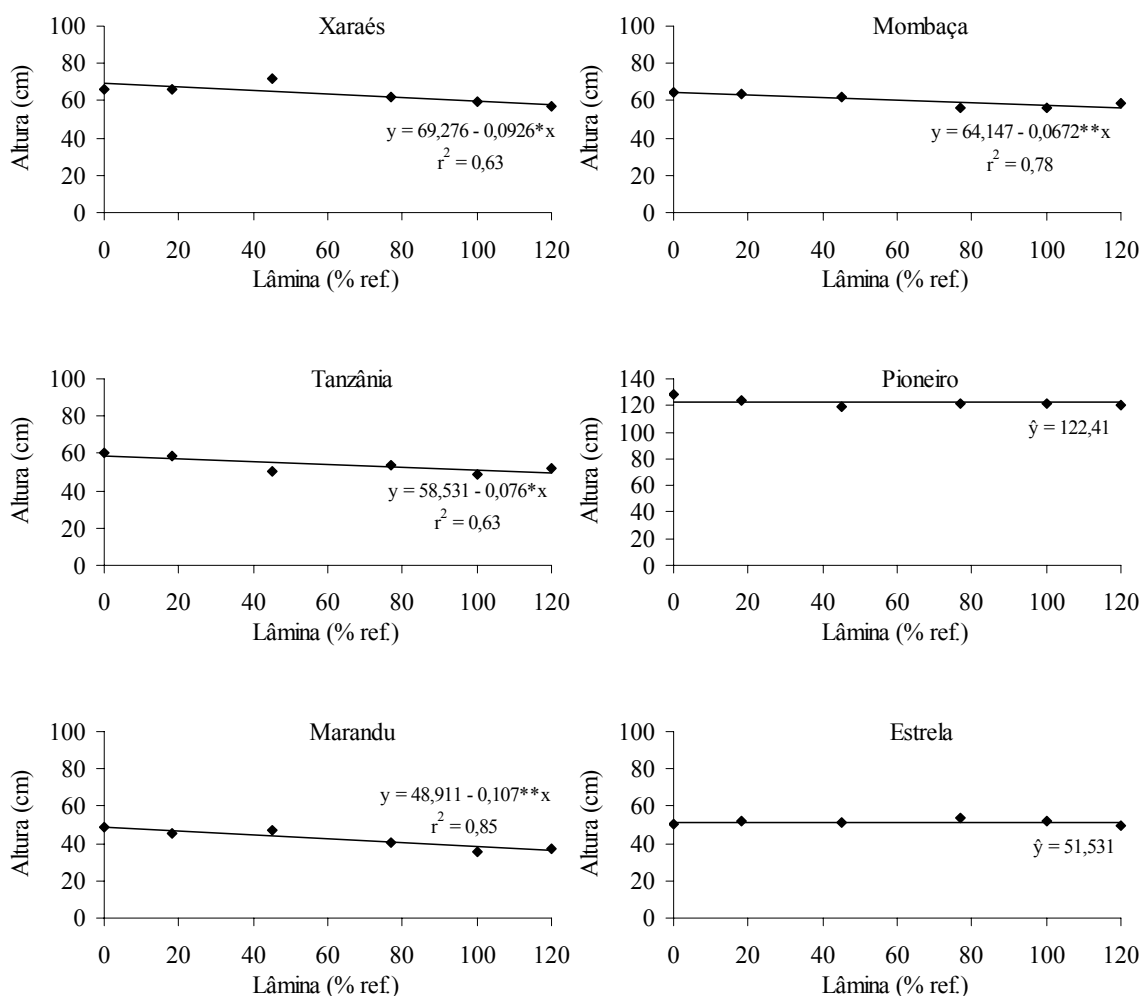 Xaraés
Altura (cm)
100
80
60
40
20
0
y = 69,276 - 0,0926*x
r² = 0,63
0 20 40 60 80 100 120
Lâmina (% ref.)
Mombaça
Altura (cm)
100
80
60
40
20
0
y = 64,147 - 0,0672**x
r² = 0,78
0 20 40 60 80 100 120
Lâmina (% ref.)
Tanzânia
Altura (cm)
100
80
60
40
20
0
y = 58,531 - 0,076*x
r² = 0,63
0 20 40 60 80 100 120
Lâmina (% ref.)
Pioneiro
Altura (cm)
140
120
100
80
60
40
20
0
ŷ = 122,41
0 20 40 60 80 100 120
Lâmina (% ref.)
Marandu
Altura (cm)
100
80
60
40
20
0
y = 48,911 - 0,107**x
r² = 0,85
0 20 40 60 80 100 120
Lâmina (% ref.)
Estrela
Altura (cm)
100
80
60
40
20
0
ŷ = 51,531
0 20 40 60 80 100 120
Lâmina (% ref.)